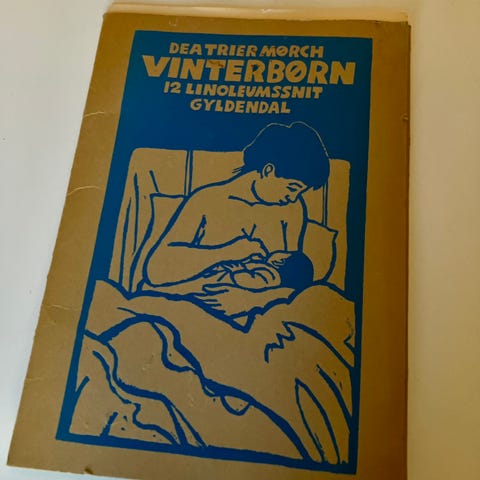 DEA TRIER MØRCH
VINTERBØRN
12 LINOLEUMSSNIT
GYLDENDAL